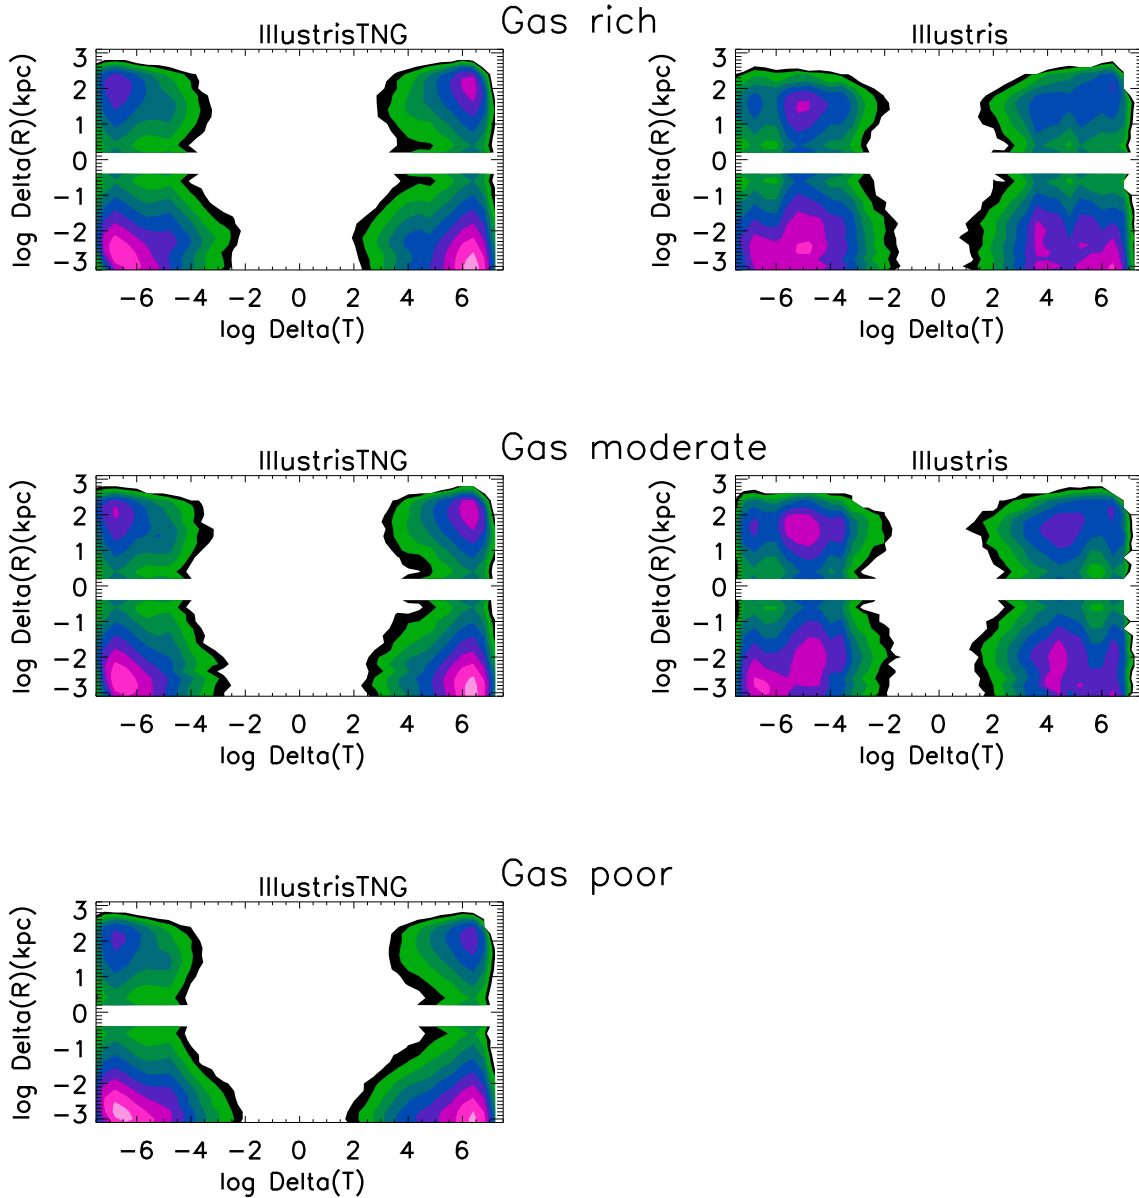 Gas rich
IllustrisTNG
Illustris
log Delta(R)(kpc)
3
2
1
0
−1
−2
−3
−6 −4 −2 0 2 4 6
log Delta(T)
log Delta(R)(kpc)
3
2
1
0
−1
−2
−3
−6 −4 −2 0 2 4 6
log Delta(T)
Gas moderate
IllustrisTNG
Illustris
log Delta(R)(kpc)
3
2
1
0
−1
−2
−3
−6 −4 −2 0 2 4 6
log Delta(T)
log Delta(R)(kpc)
3
2
1
0
−1
−2
−3
−6 −4 −2 0 2 4 6
log Delta(T)
Gas poor
IllustrisTNG
log Delta(R)(kpc)
3
2
1
0
−1
−2
−3
−6 −4 −2 0 2 4 6
log Delta(T)